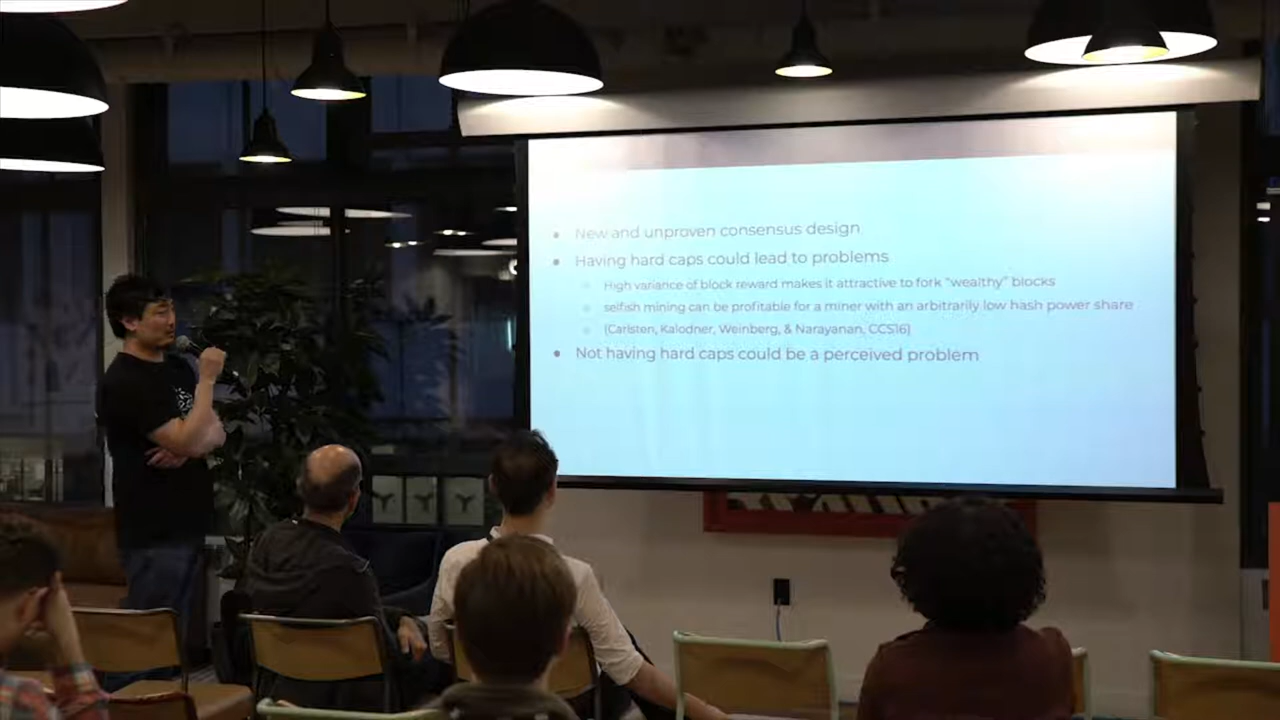 New and unproven consensus design
Having hard caps could lead to problems
High variance of block reward makes it attractive to fork "wealthy" blocks
selfish mining can be profitable for a miner with an arbitrarily low hash power share
(Carlsten, Kalodner, Weinberg, & Narayanan, CCS16)
Not having hard caps could be a perceived problem